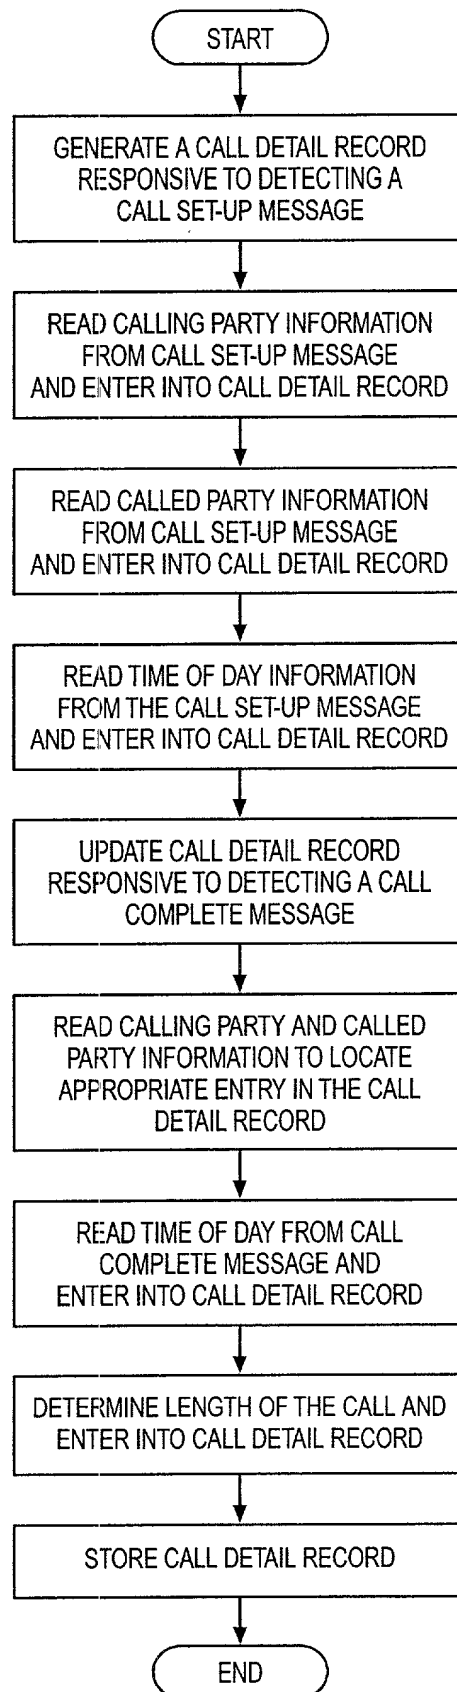 START
GENERATE A CALL DETAIL RECORD
RESPONSIVE TO DETECTING A
CALL SET-UP MESSAGE
READ CALLING PARTY INFORMATION
FROM CALL SET-UP MESSAGE
AND ENTER INTO CALL DETAIL RECORD
READ CALLED PARTY INFORMATION
FROM CALL SET-UP MESSAGE
AND ENTER INTO CALL DETAIL RECORD
READ TIME OF DAY INFORMATION
FROM THE CALL SET-UP MESSAGE
AND ENTER INTO CALL DETAIL RECORD
UPDATE CALL DETAIL RECORD
RESPONSIVE TO DETECTING A CALL
COMPLETE MESSAGE
READ CALLING PARTY AND CALLED
PARTY INFORMATION TO LOCATE
APPROPRIATE ENTRY IN THE CALL
DETAIL RECORD
READ TIME OF DAY FROM CALL
COMPLETE MESSAGE AND
ENTER INTO CALL DETAIL RECORD
DETERMINE LENGTH OF THE CALL AND
ENTER INTO CALL DETAIL RECORD
STORE CALL DETAIL RECORD
END